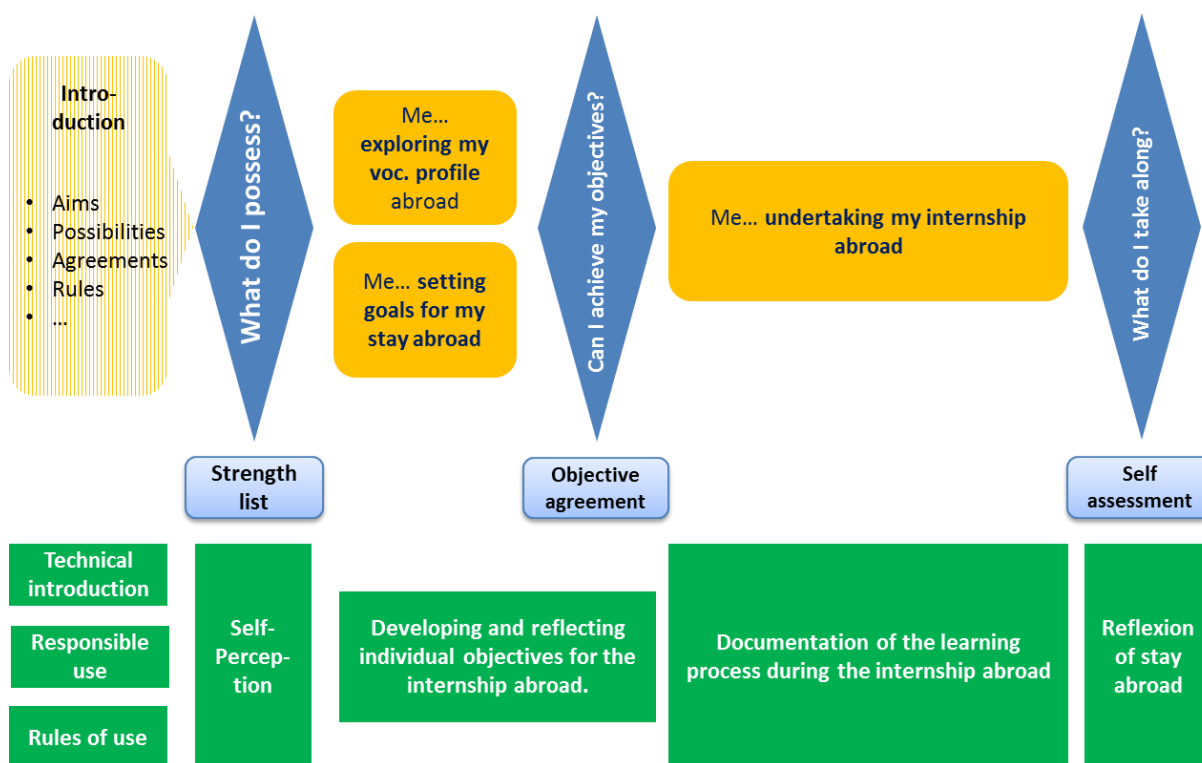 Intro-
duction
• Aims
• Possibilities
• Agreements
• Rules
• ...
What do I possess?
Me...
exploring my
voc. profile
abroad
Me... setting
goals for my
stay abroad
Can I achieve my objectives?
Me... undertaking my internship
abroad
What do I take along?
Strength
list
Objective
agreement
Self
assessment
Technical
introduction
Responsible
use
Rules of use
Self-
Percep-
tion
Developing and reflecting
individual objectives for the
internship abroad.
Documentation of the learning
process during the internship abroad
Reflexion
of stay
abroad